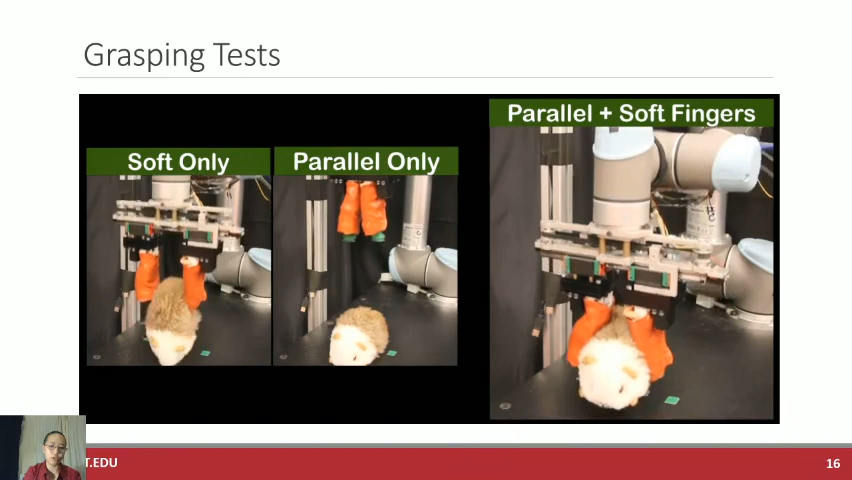 Grasping Tests
Soft Only
Parallel Only
Parallel + Soft Fingers
T.EDU
16